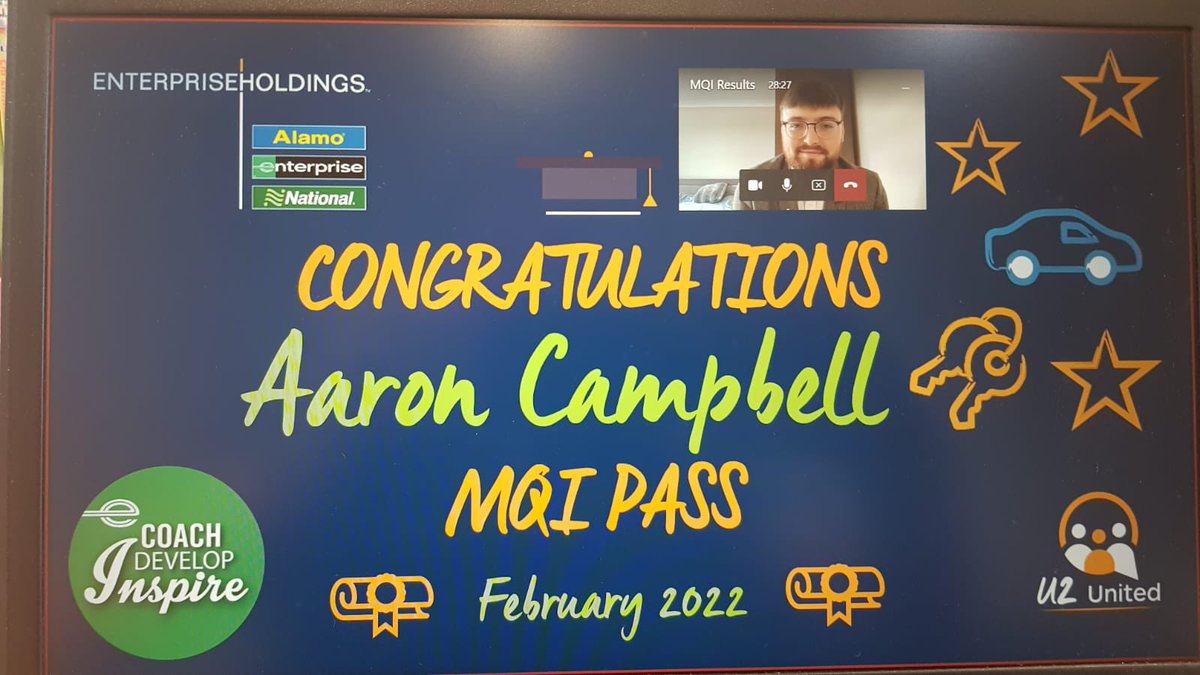 ENTERPRISEHOLDINGS
Alamo
enterprise
National
MQI Results 28:27
CONGRATULATIONS
Aaron Campbell
MQI PASS
February 2022
e
COACH
DEVELOP
Inspire
U2 United